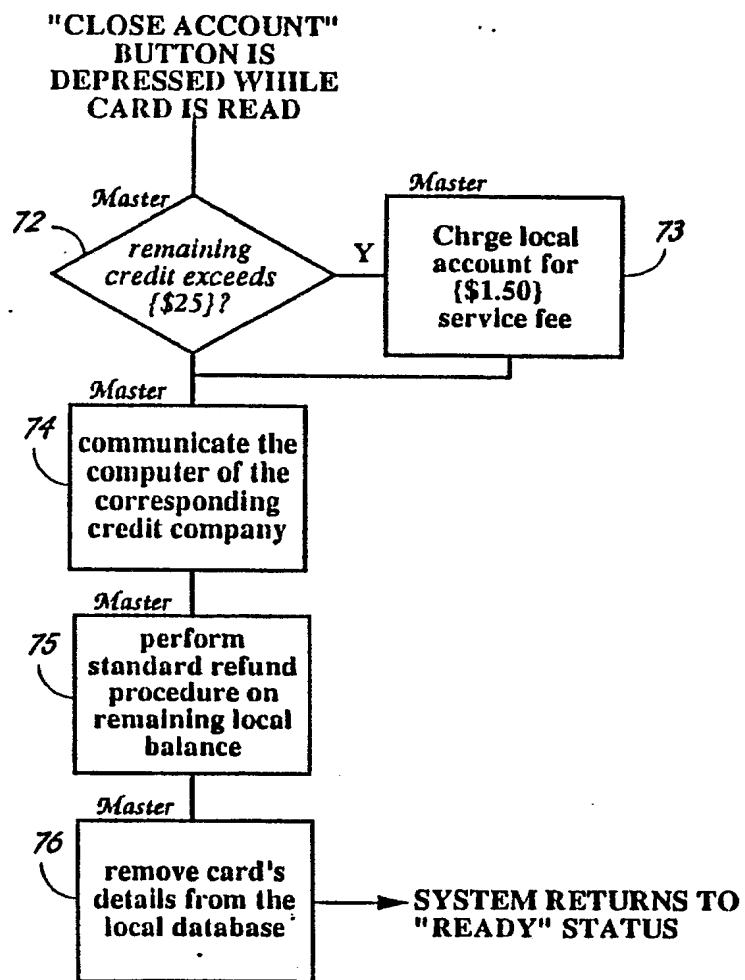 "CLOSE ACCOUNT"
BUTTON IS
DEPRESSED WHILE
CARD IS READ
Master
72
remaining
credit exceeds
{$25}?
Y
Master
Chrge local
account for
{$1.50}
service fee
73
Master
74
communicate the
computer of the
corresponding
credit company
Master
75
perform
standard refund
procedure on
remaining local
balance
Master
76
remove card's
details from the
local database
SYSTEM RETURNS TO
"READY" STATUS